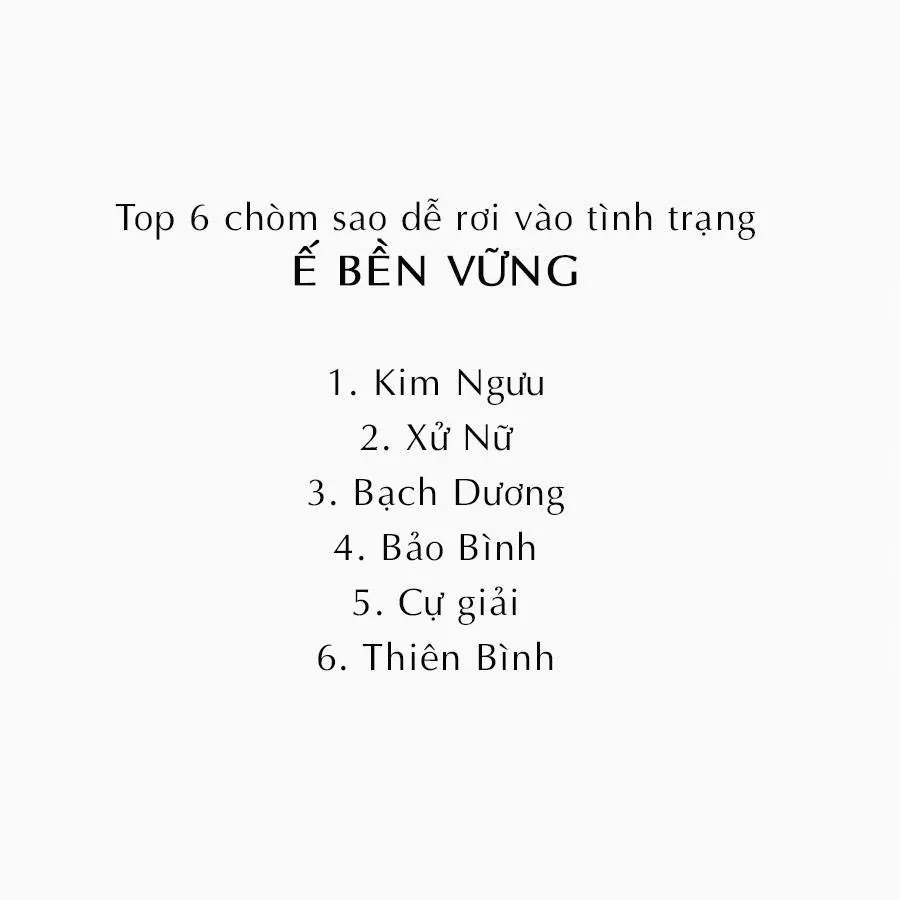 Top 6 chòm sao dễ rơi vào tình trạng
Ế BỀN VỮNG
1. Kim Ngưu
2. Xử Nữ
3. Bạch Dương
4. Bảo Bình
5. Cự giải
6. Thiên Bình